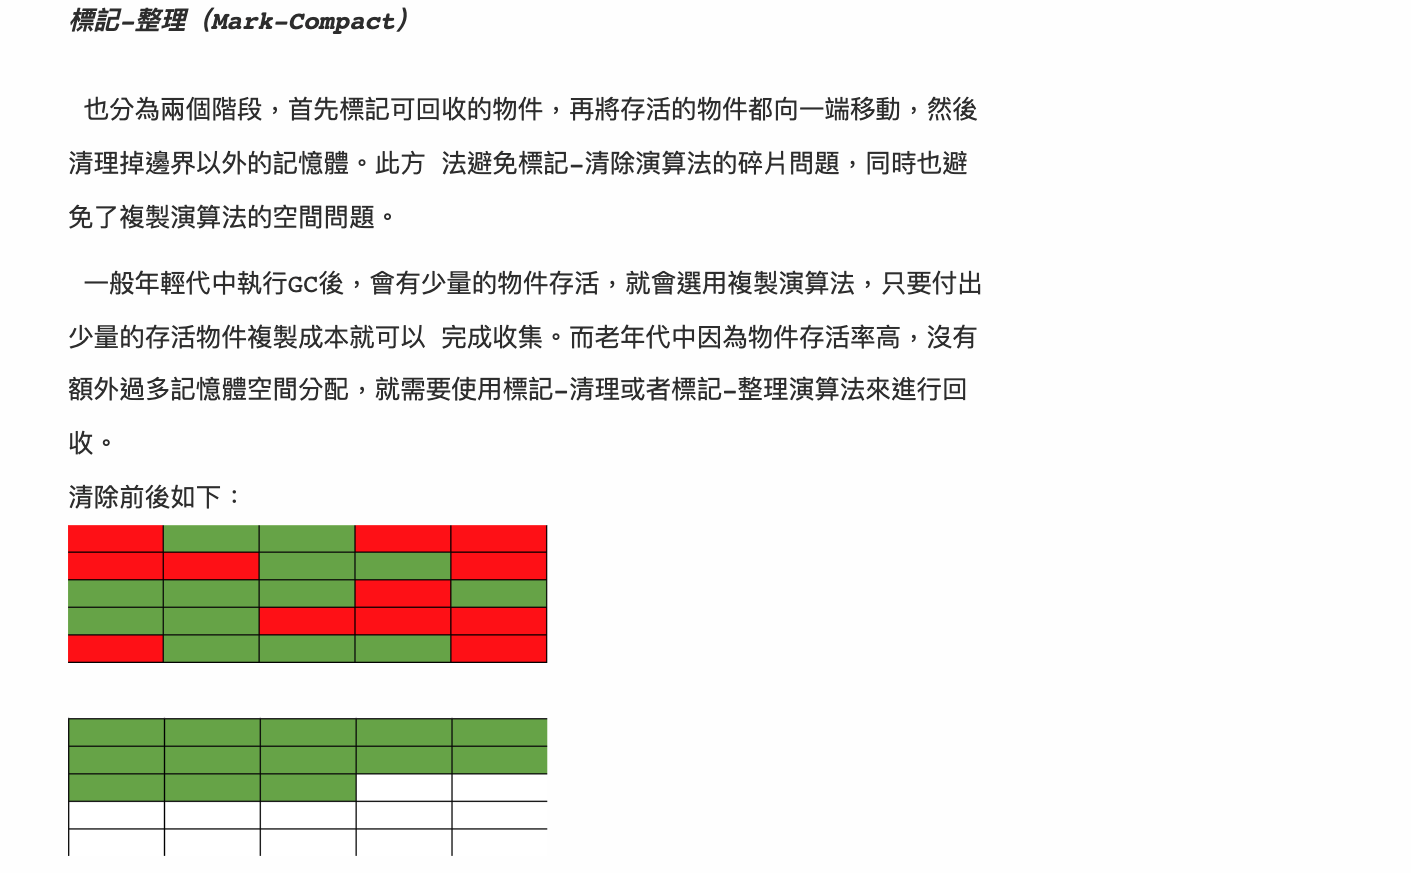 標記-整理（Mark-Compact）
也分為兩個階段，首先標記可回收的物件，再將存活的物件都向一端移動，然後
清理掉邊界以外的記憶體。此方 法避免標記-清除演算法的碎片問題，同時也避
免了複製演算法的空間問題。
一般年輕代中執行GC後，會有少量的物件存活，就會選用複製演算法，只要付出
少量的存活物件複製成本就可以 完成收集。而老年代中因為物件存活率高，沒有
額外過多記憶體空間分配，就需要使用標記-清理或者標記-整理演算法來進行回
收。
清除前後如下：